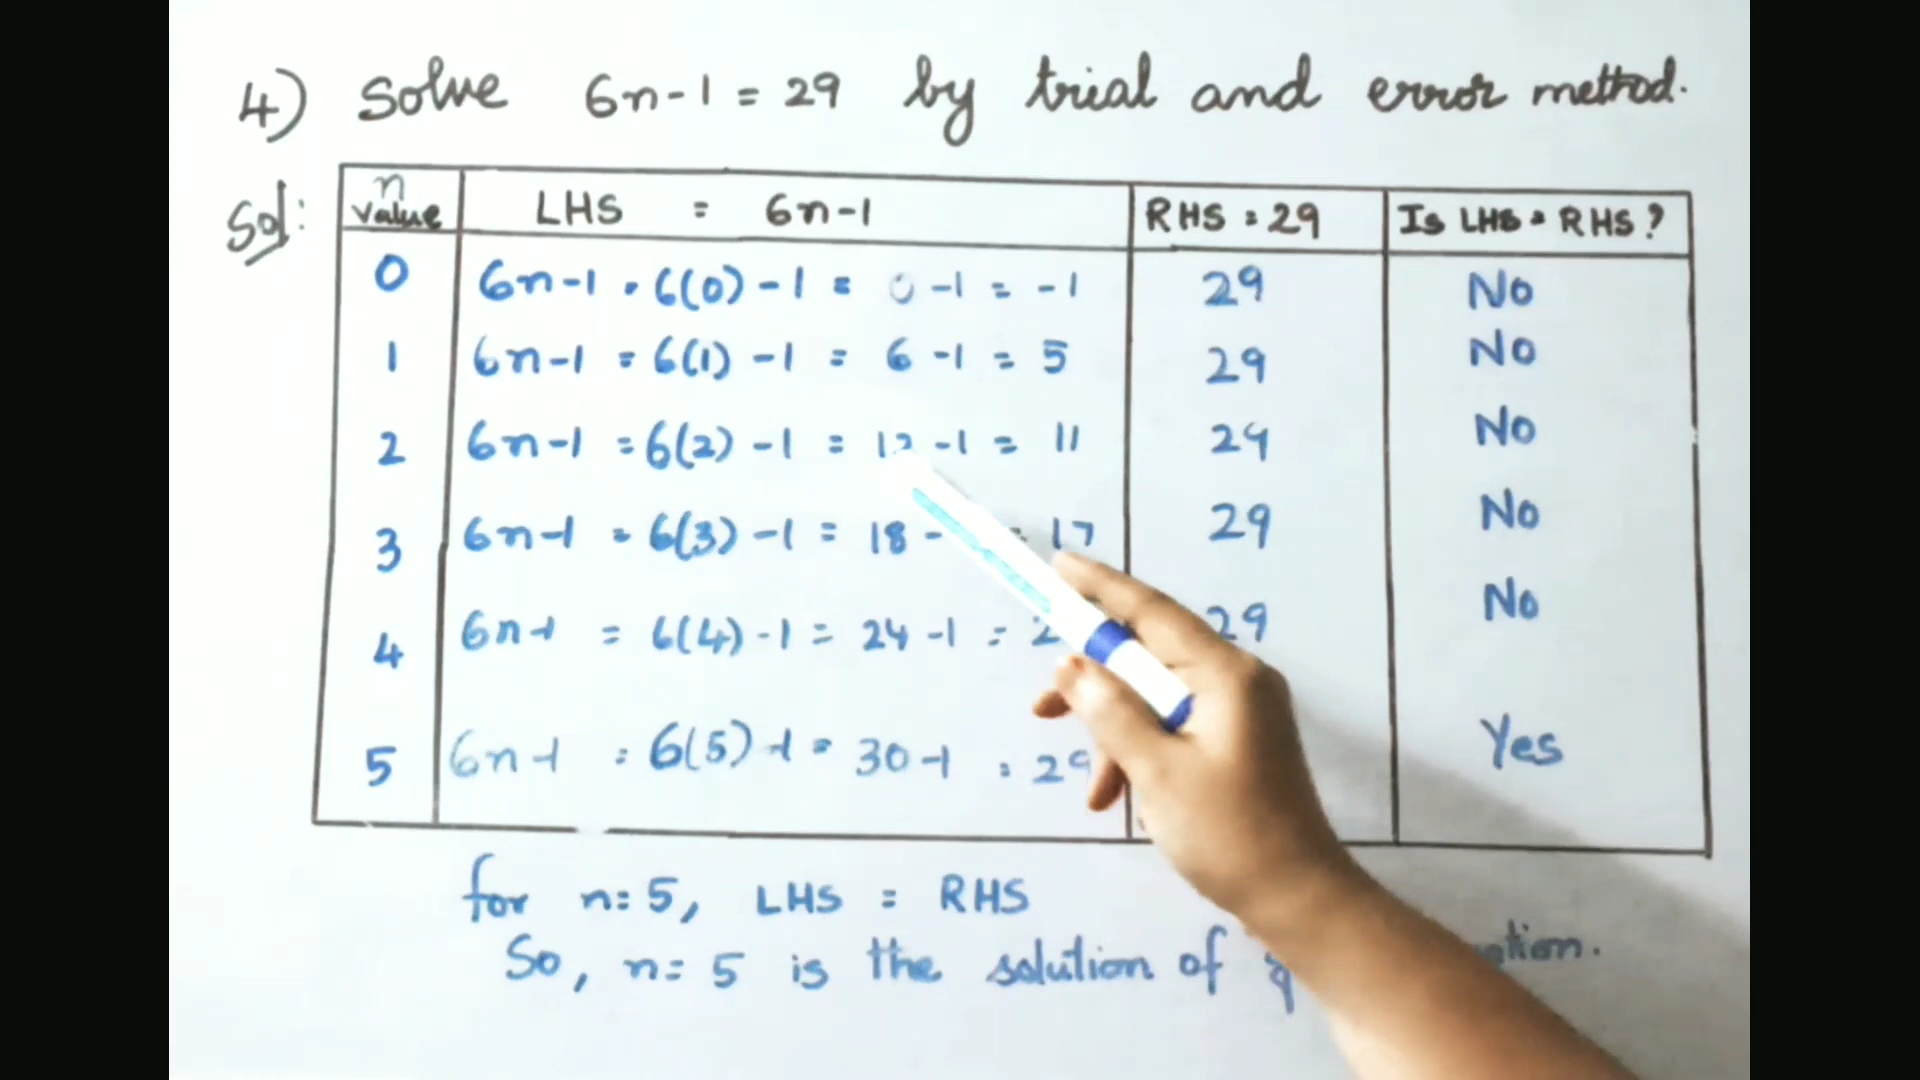 4) Solve 6n-1 = 29 by trial and error method.
Sol:
n value LHS = 6n-1 RHS = 29 Is LHS = RHS?
0 6n-1 = 6(0)-1 = 0-1 = -1 29 No
1 6n-1 = 6(1)-1 = 6-1 = 5 29 No
2 6n-1 = 6(2)-1 = 12-1 = 11 29 No
3 6n-1 = 6(3)-1 = 18- = 17 29 No
4 6n-1 = 6(4)-1 = 24-1 = 2 29 No
5 6n-1 = 6(5)-1 = 30-1 = 29 Yes
for n=5, LHS = RHS
So, n=5 is the solution of